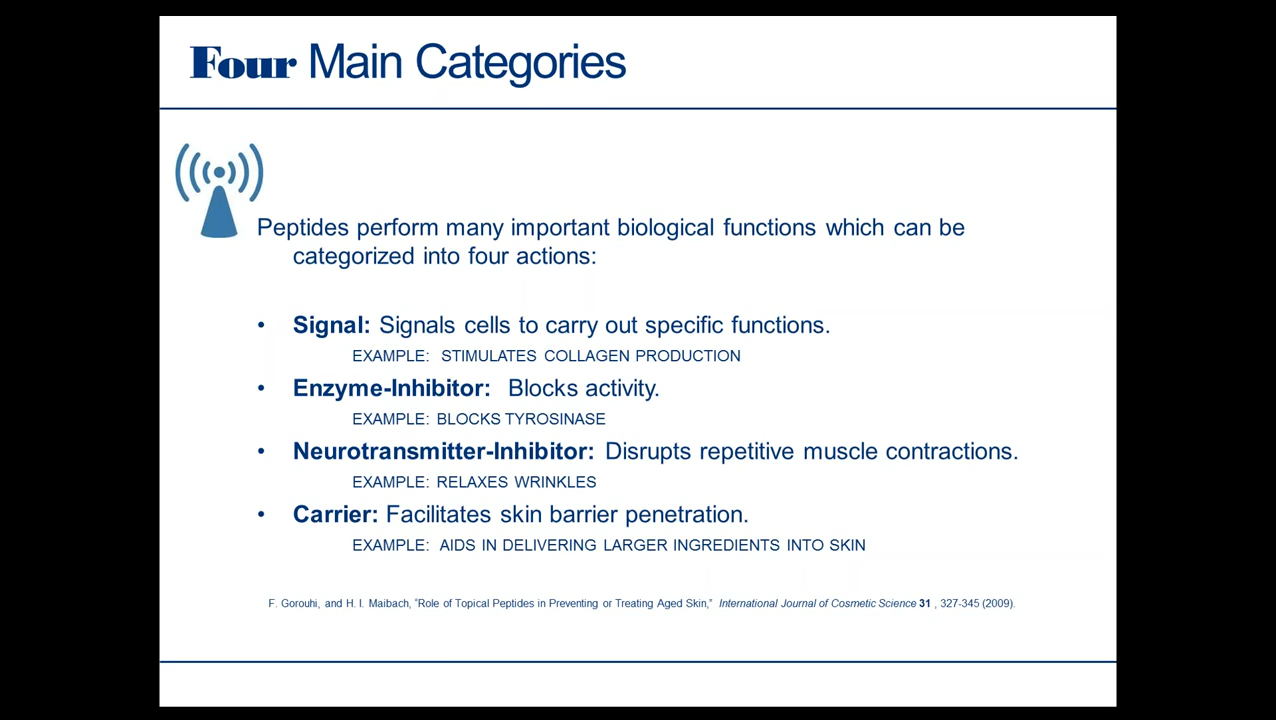 Four Main Categories
Peptides perform many important biological functions which can be
categorized into four actions:
• Signal: Signals cells to carry out specific functions.
EXAMPLE: STIMULATES COLLAGEN PRODUCTION
• Enzyme-Inhibitor: Blocks activity.
EXAMPLE: BLOCKS TYROSINASE
• Neurotransmitter-Inhibitor: Disrupts repetitive muscle contractions.
EXAMPLE: RELAXES WRINKLES
• Carrier: Facilitates skin barrier penetration.
EXAMPLE: AIDS IN DELIVERING LARGER INGREDIENTS INTO SKIN
F. Gorouhi, and H. I. Maibach, “Role of Topical Peptides in Preventing or Treating Aged Skin,” International Journal of Cosmetic Science 31 , 327-345 (2009).